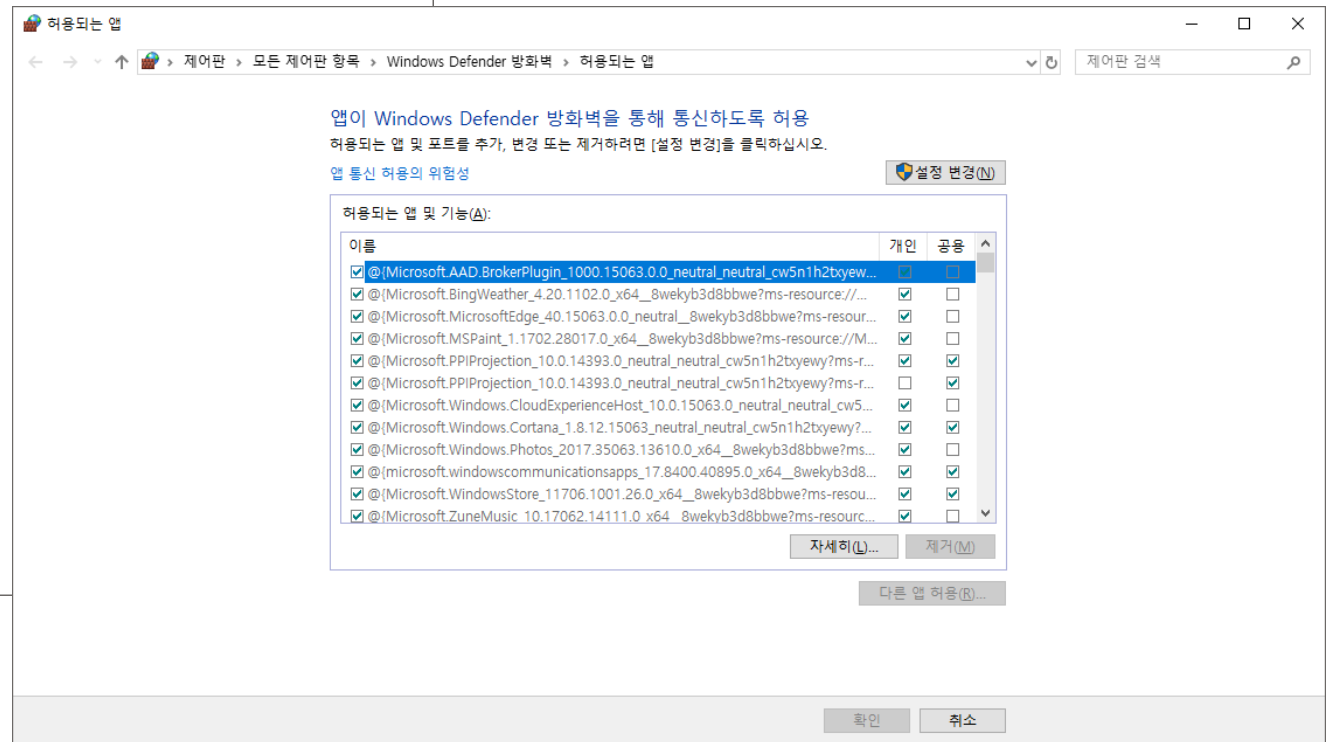 허용되는 앱
제어판 › 모든 제어판 항목 › Windows Defender 방화벽 › 허용되는 앱
제어판 검색
앱이 Windows Defender 방화벽을 통해 통신하도록 허용
허용되는 앱 및 포트를 추가, 변경 또는 제거하려면 [설정 변경]을 클릭하십시오.
앱 통신 허용의 위험성
설정 변경(N)
허용되는 앱 및 기능(A):
이름 개인 공용
@{Microsoft.AAD.BrokerPlugin_1000.15063.0.0_neutral_neutral_cw5n1h2txyew...
@{Microsoft.BingWeather_4.20.1102.0_x64__8wekyb3d8bbwe?ms-resource://...
@{Microsoft.MicrosoftEdge_40.15063.0.0_neutral__8wekyb3d8bbwe?ms-resour...
@{Microsoft.MSPaint_1.1702.28017.0_x64__8wekyb3d8bbwe?ms-resource://M...
@{Microsoft.PPIProjection_10.0.14393.0_neutral_neutral_cw5n1h2txyewy?ms-r...
@{Microsoft.PPIProjection_10.0.14393.0_neutral_neutral_cw5n1h2txyewy?ms-r...
@{Microsoft.Windows.CloudExperienceHost_10.0.15063.0_neutral_neutral_cw5...
@{Microsoft.Windows.Cortana_1.8.12.15063_neutral_neutral_cw5n1h2txyewy?...
@{Microsoft.Windows.Photos_2017.35063.13610.0_x64__8wekyb3d8bbwe?ms...
@{microsoft.windowscommunicationsapps_17.8400.40895.0_x64__8wekyb3d8...
@{Microsoft.WindowsStore_11706.1001.26.0_x64__8wekyb3d8bbwe?ms-resou...
@{Microsoft.ZuneMusic_10.17062.14111.0_x64__8wekyb3d8bbwe?ms-resourc...
자세히(L)...
제거(M)
다른 앱 허용(R)...
확인
취소